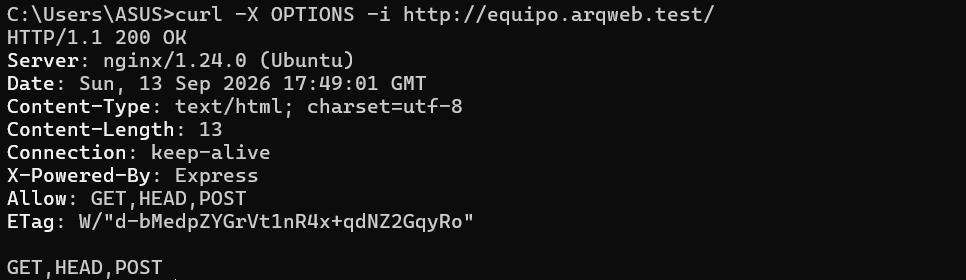 C:\Users\ASUS>curl -X OPTIONS -i http://equipo.arqweb.test/
HTTP/1.1 200 OK
Server: nginx/1.24.0 (Ubuntu)
Date: Sun, 13 Sep 2026 17:49:01 GMT
Content-Type: text/html; charset=utf-8
Content-Length: 13
Connection: keep-alive
X-Powered-By: Express
Allow: GET,HEAD,POST
ETag: W/"d-bMedpZYGrVt1nR4x+qdNZ2GqyRo"

GET,HEAD,POST